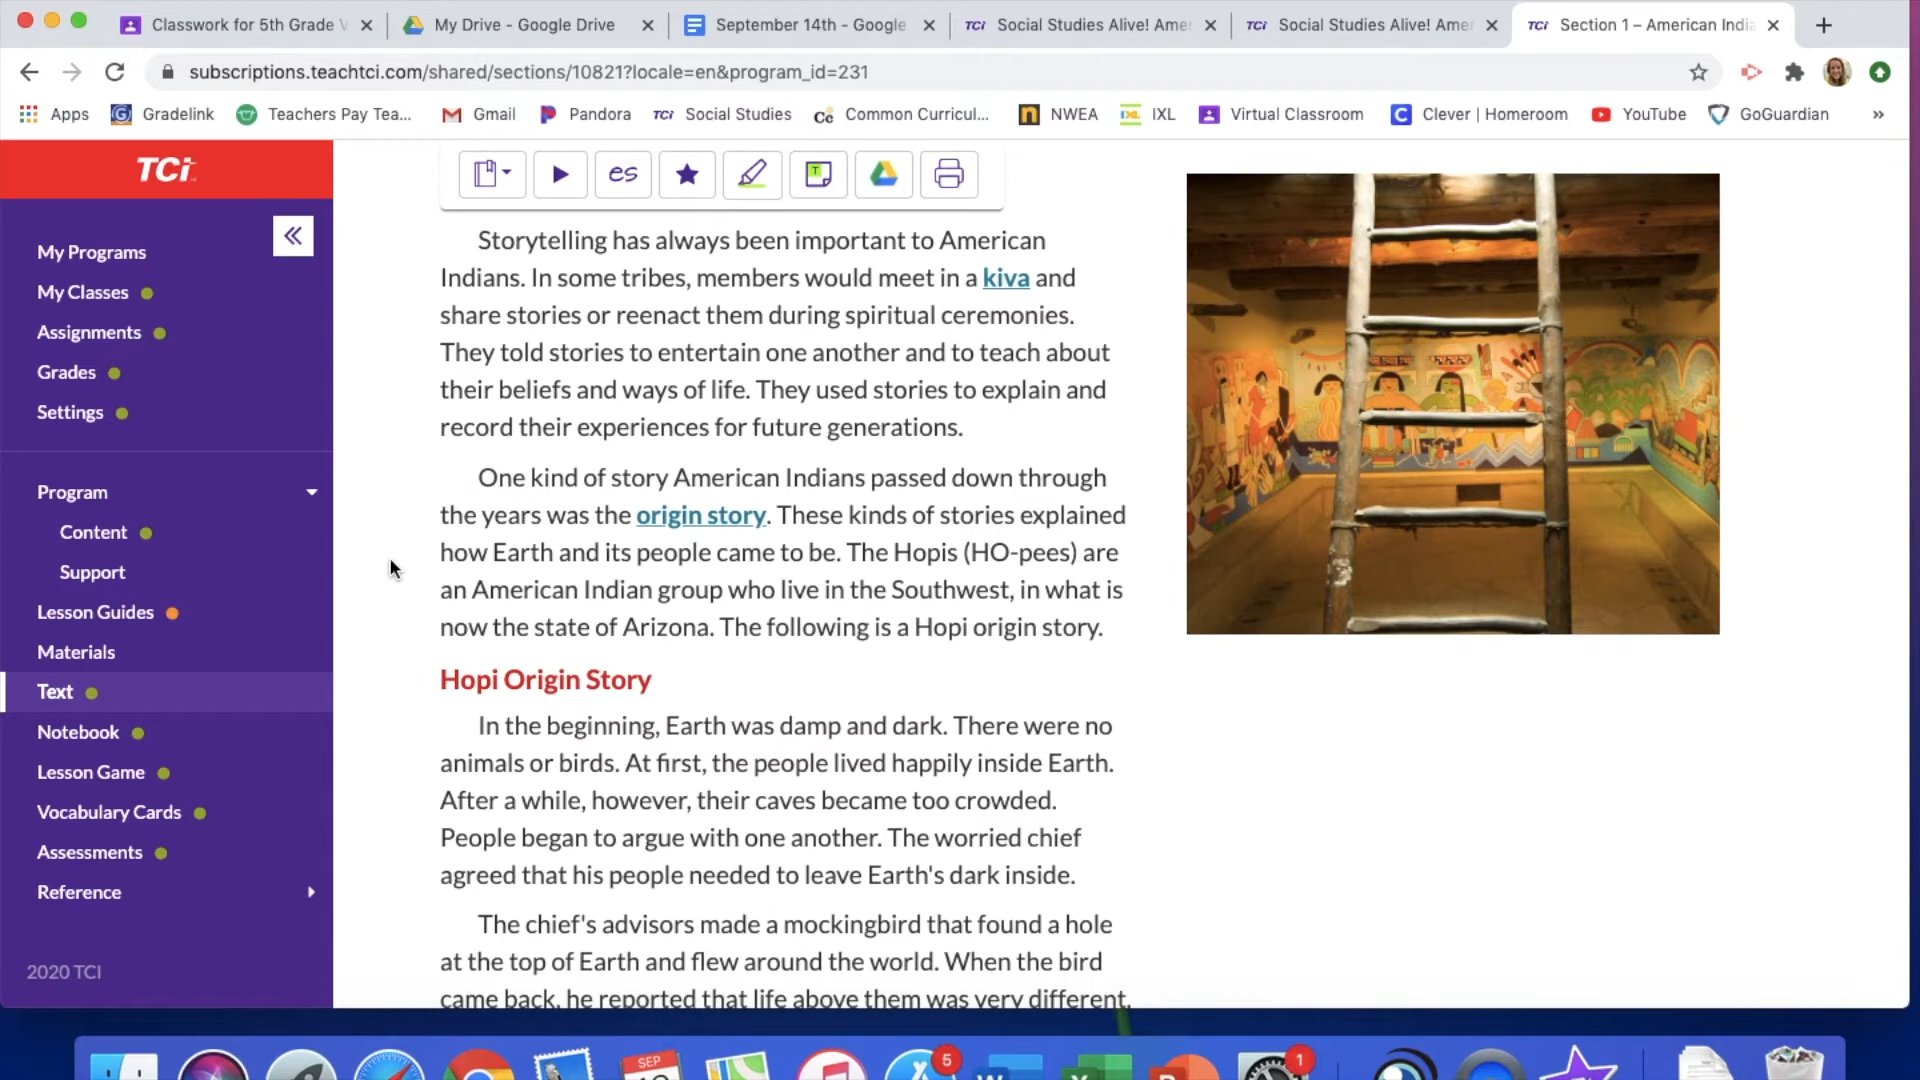 Classwork for 5th Grade V
My Drive - Google Drive
September 14th - Google
TCi Social Studies Alive! Amer
TCi Social Studies Alive! Amer
TCi Section 1 – American India
subscriptions.teachtci.com/shared/sections/10821?locale=en&program_id=231
Apps
Gradelink
Teachers Pay Tea...
Gmail
Pandora
TCi Social Studies
Cc Common Curricul...
NWEA
IXL IXL
Virtual Classroom
C Clever | Homeroom
YouTube
GoGuardian
»
TCi
My Programs
My Classes
Assignments
Grades
Settings
Program
Content
Support
Lesson Guides
Materials
Text
Notebook
Lesson Game
Vocabulary Cards
Assessments
Reference
2020 TCI
es
T
Storytelling has always been important to American
Indians. In some tribes, members would meet in a kiva and
share stories or reenact them during spiritual ceremonies.
They told stories to entertain one another and to teach about
their beliefs and ways of life. They used stories to explain and
record their experiences for future generations.
One kind of story American Indians passed down through
the years was the origin story. These kinds of stories explained
how Earth and its people came to be. The Hopis (HO-pees) are
an American Indian group who live in the Southwest, in what is
now the state of Arizona. The following is a Hopi origin story.
Hopi Origin Story
In the beginning, Earth was damp and dark. There were no
animals or birds. At first, the people lived happily inside Earth.
After a while, however, their caves became too crowded.
People began to argue with one another. The worried chief
agreed that his people needed to leave Earth's dark inside.
The chief's advisors made a mockingbird that found a hole
at the top of Earth and flew around the world. When the bird
came back, he reported that life above them was very different.
SEP
5
W
X
P
1